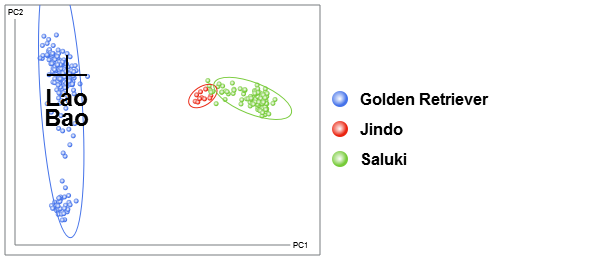 PC2
Lao
Bao
PC1
Golden Retriever
Jindo
Saluki